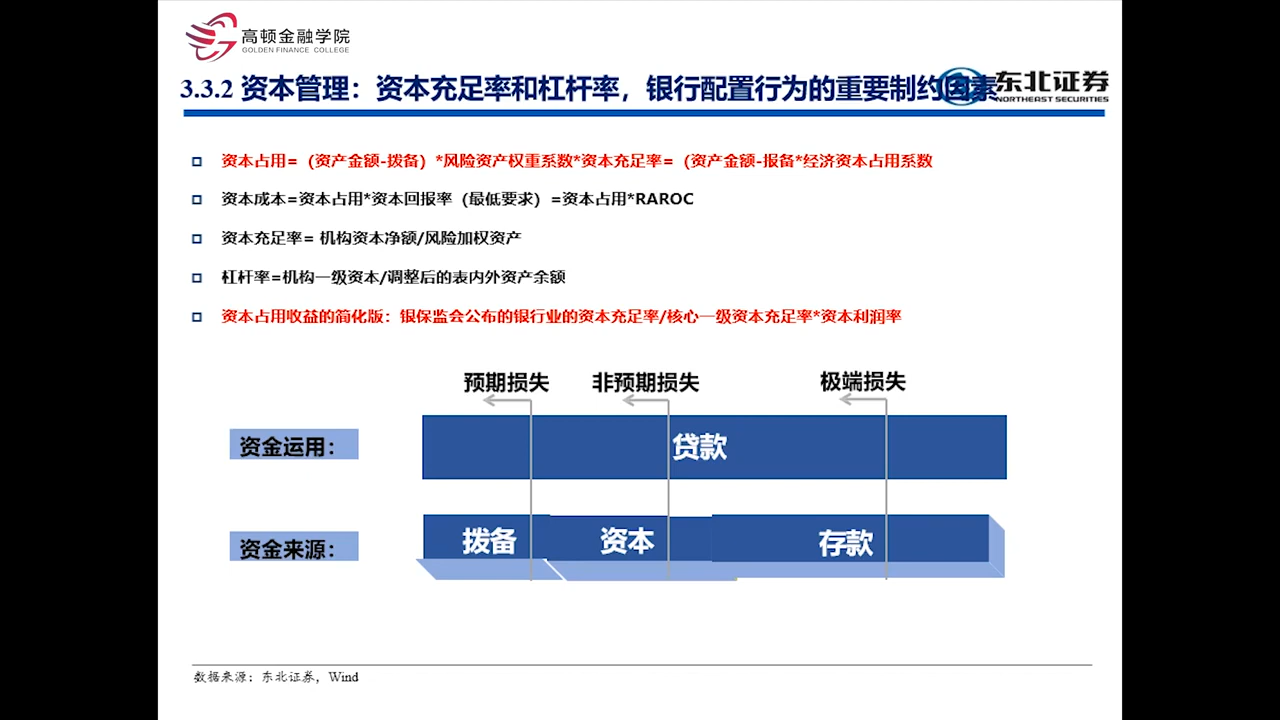 高顿金融学院
GOLDEN FINANCE COLLEGE
3.3.2 资本管理：资本充足率和杠杆率，银行配置行为的重要制约因素
东北证券
NORTHEAST SECURITIES
资本占用=（资产金额-拨备）*风险资产权重系数*资本充足率=（资产金额-报备*经济资本占用系数
资本成本=资本占用*资本回报率（最低要求）=资本占用*RAROC
资本充足率= 机构资本净额/风险加权资产
杠杆率=机构一级资本/调整后的表内外资产余额
资本占用收益的简化版：银保监会公布的银行业的资本充足率/核心一级资本充足率*资本利润率
预期损失 非预期损失 极端损失
资金运用： 贷款
资金来源： 拨备 资本 存款
数据来源：东北证券，Wind